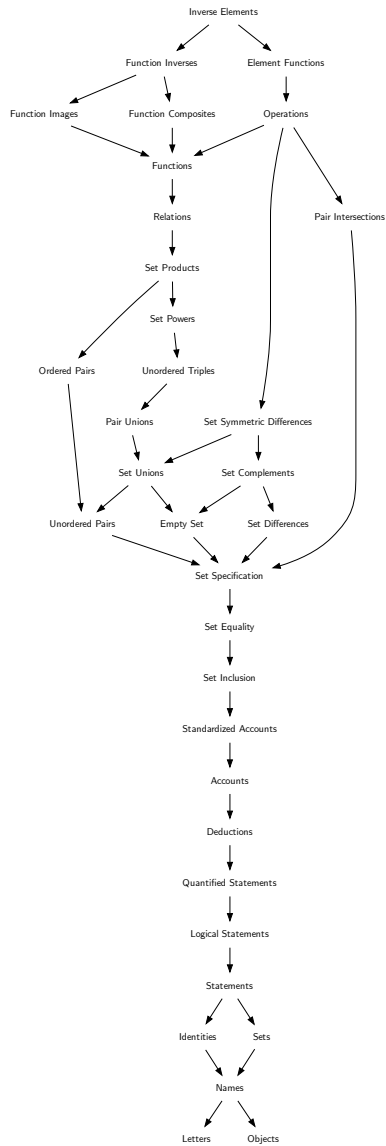 Inverse Elements
Function Inverses Element Functions
Function Images Function Composites Operations
Functions
Relations Pair Intersections
Set Products
Set Powers
Ordered Pairs Unordered Triples
Pair Unions Set Symmetric Differences
Set Unions Set Complements
Unordered Pairs Empty Set Set Differences
Set Specification
Set Equality
Set Inclusion
Standardized Accounts
Accounts
Deductions
Quantified Statements
Logical Statements
Statements
Identities Sets
Names
Letters Objects